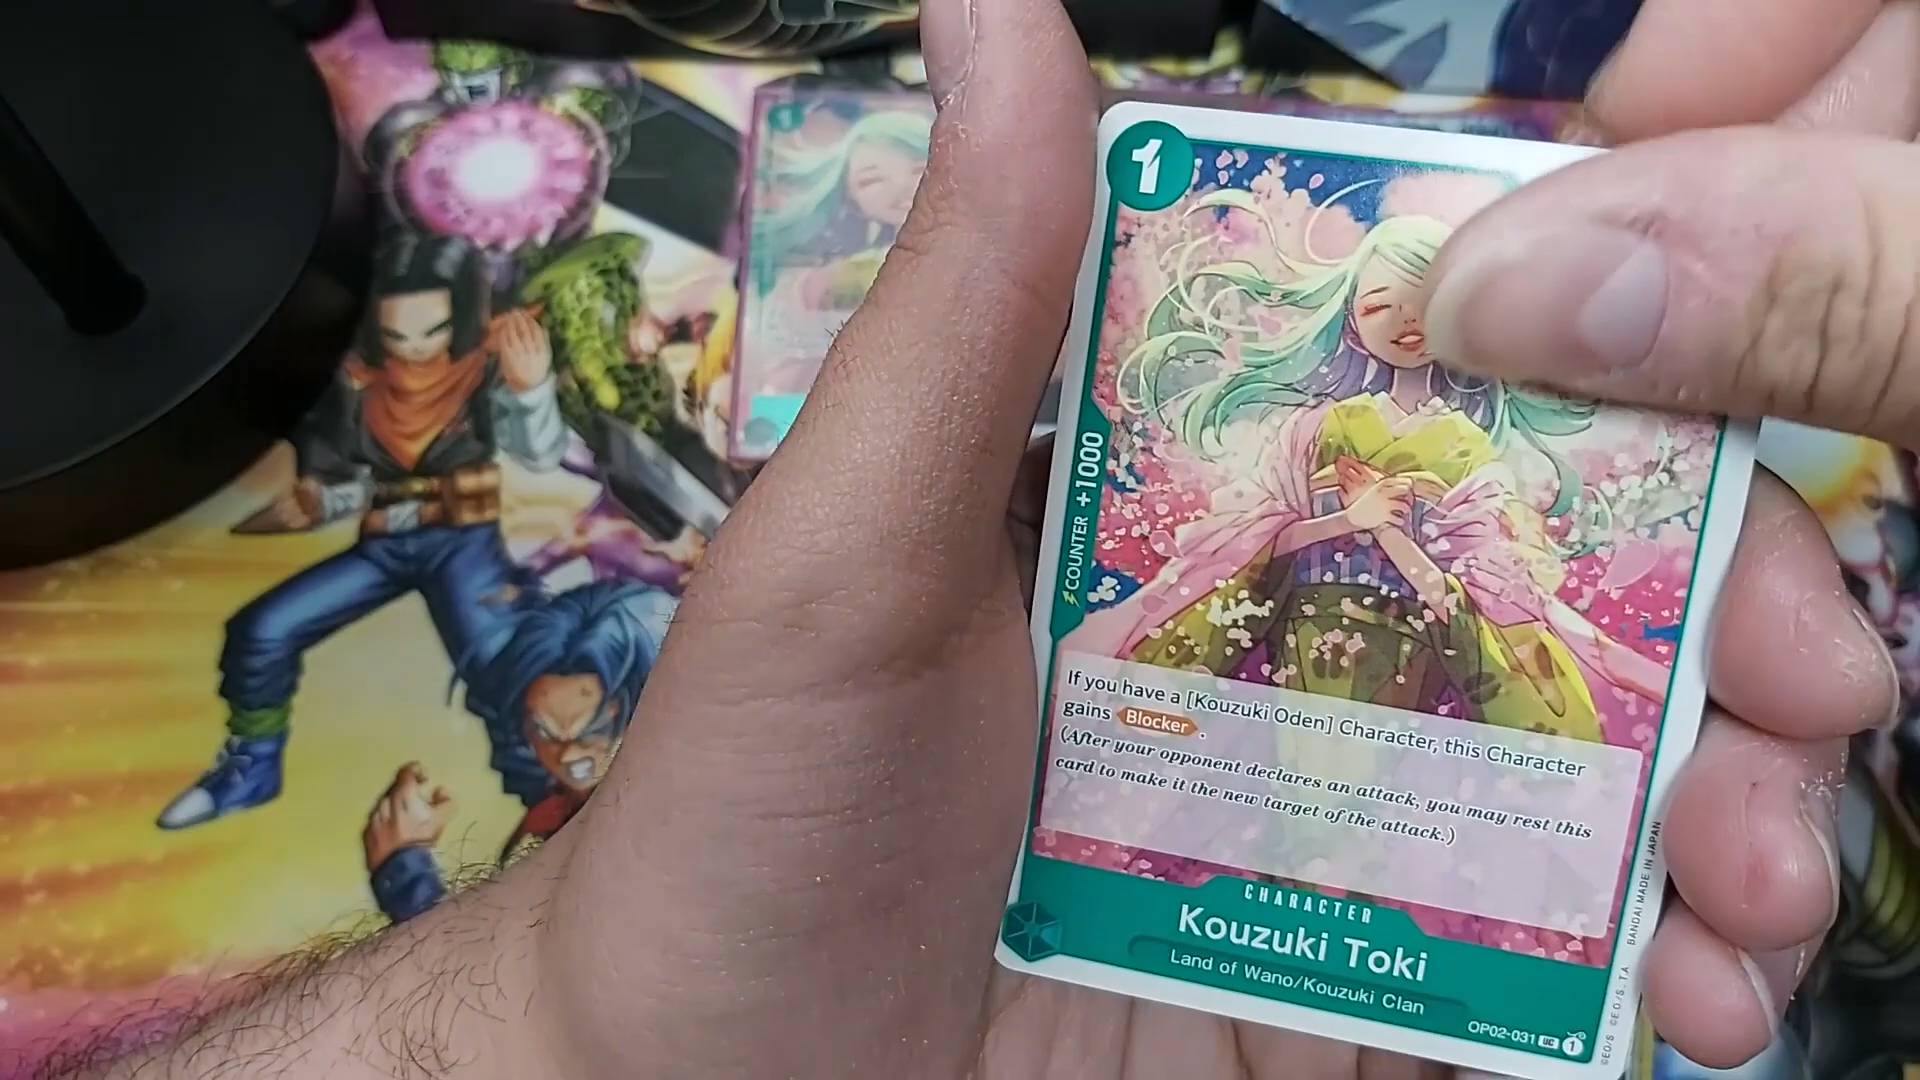 1
COUNTER +1000
If you have a [Kouzuki Oden] Character, this Character
gains Blocker.
(After your opponent declares an attack, you may rest this
card to make it the new target of the attack.)
CHARACTER
Kouzuki Toki
Land of Wano/Kouzuki Clan
OP02-031 UC 1
©E.O./S. ©E.O./S., T.A BANDAI MADE IN JAPAN
1